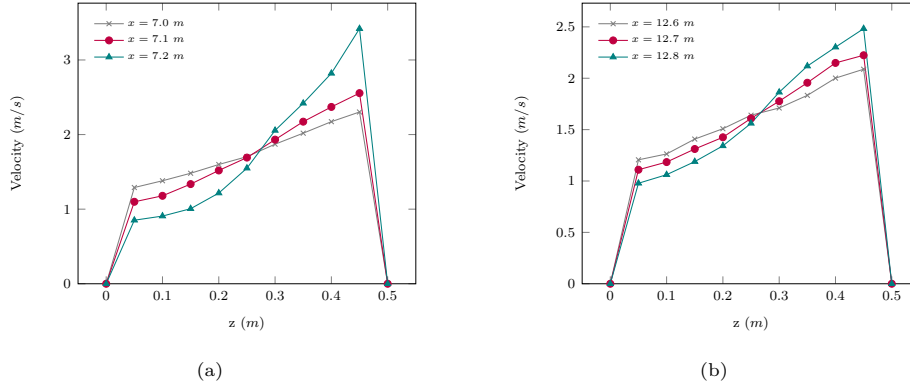 x = 7.0 m
x = 7.1 m
x = 7.2 m
Velocity (m/s)
3
2
1
0
0 0.1 0.2 0.3 0.4 0.5
z (m)
(a)
x = 12.6 m
x = 12.7 m
x = 12.8 m
Velocity (m/s)
2.5
2
1.5
1
0.5
0
0 0.1 0.2 0.3 0.4 0.5
z (m)
(b)